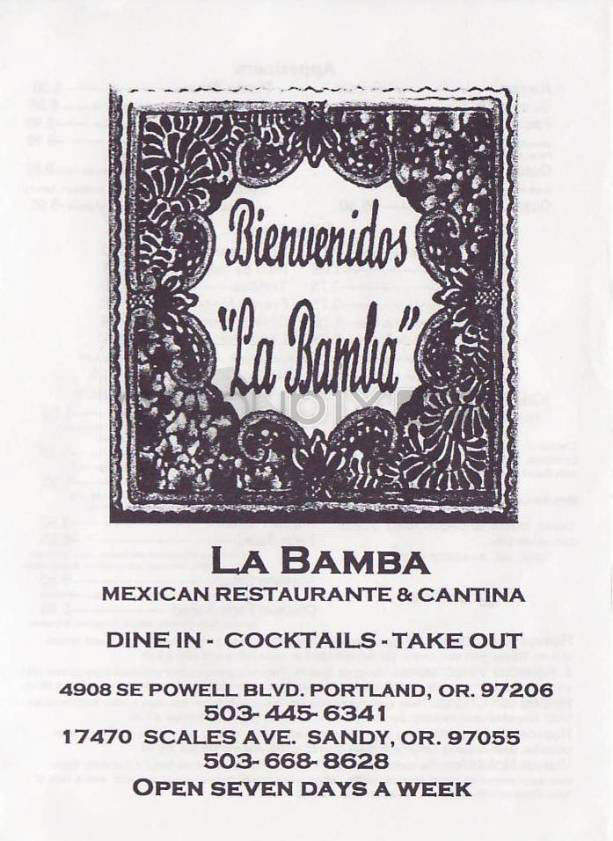 Bienvenidos
"La Bamba"
LA BAMBA
MEXICAN RESTAURANTE & CANTINA
DINE IN - COCKTAILS - TAKE OUT
4908 SE POWELL BLVD. PORTLAND, OR. 97206
503- 445- 6341
17470 SCALES AVE. SANDY, OR. 97055
503- 668- 8628
OPEN SEVEN DAYS A WEEK